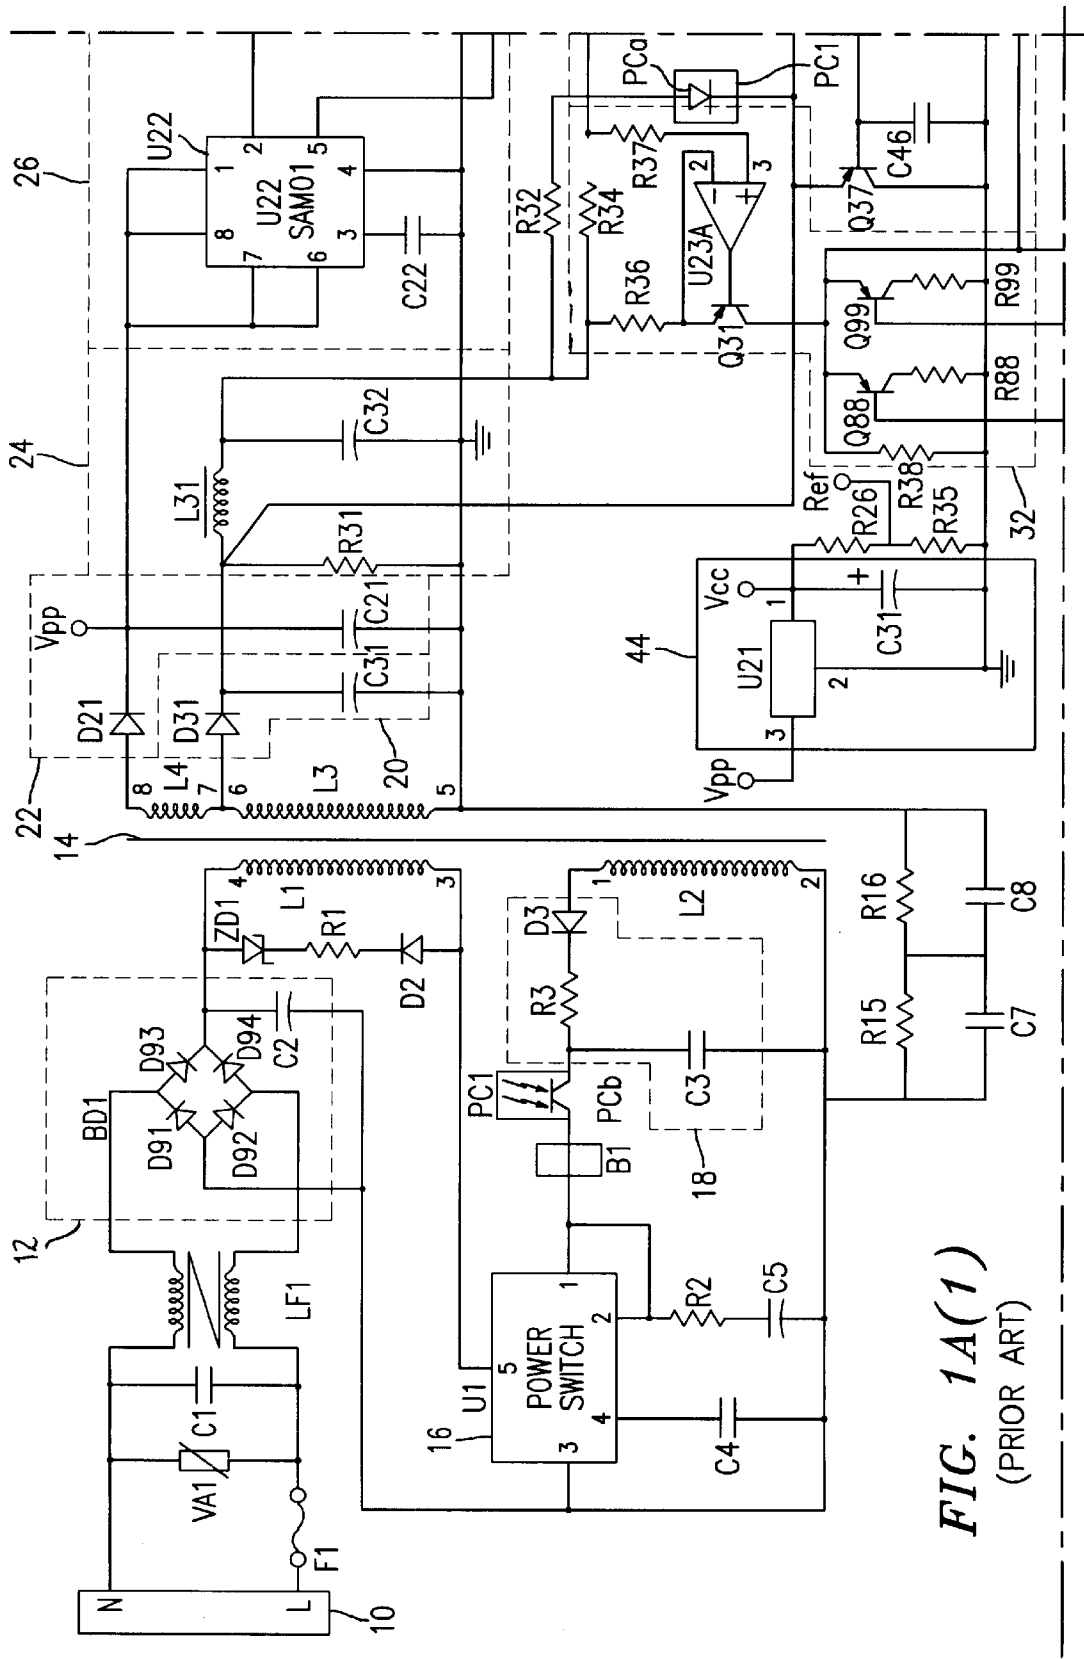 10
N
L
F1
VA1
C1
LF1
12
BD1
D91
D93
D92
D94
C2
ZD1
R1
D2
4
L1
3
14
16
U1
5
POWER
SWITCH
3
4
2
1
C4
R2
C5
B1
PC1
PCb
18
C3
R3
D3
1
L2
2
R15
R16
C7
C8
22
8
L4
7
6
L3
5
D21
D31
20
Vpp
C31
C21
24
L31
R31
C32
26
U22
1
8
2
U22
SAM01
7
5
6
3
4
C22
R32
R34
R36
R37
PCa
PC1
U23A
2
3
–
+
Q31
Q37
C46
Q99
R99
Q88
R88
R38
32
Ref
R26
R35
44
Vcc
1
U21
3
2
Vpp
+
C31
FIG. 1A(1)
(PRIOR ART)